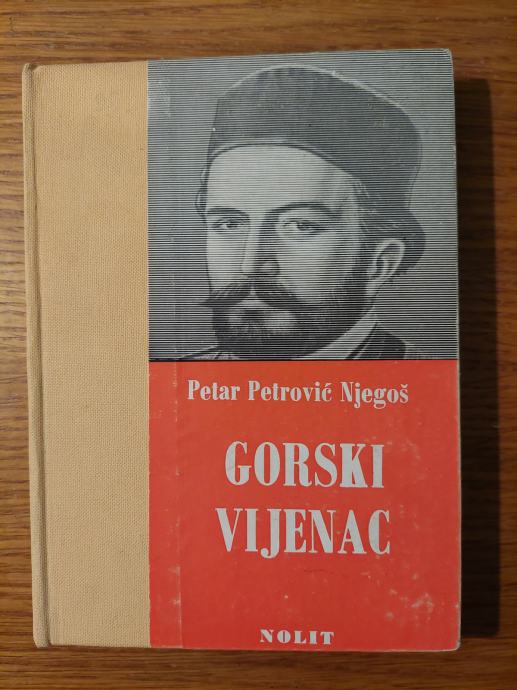 Petar Petrović Njegoš
GORSKI
VIJENAC
NOLIT